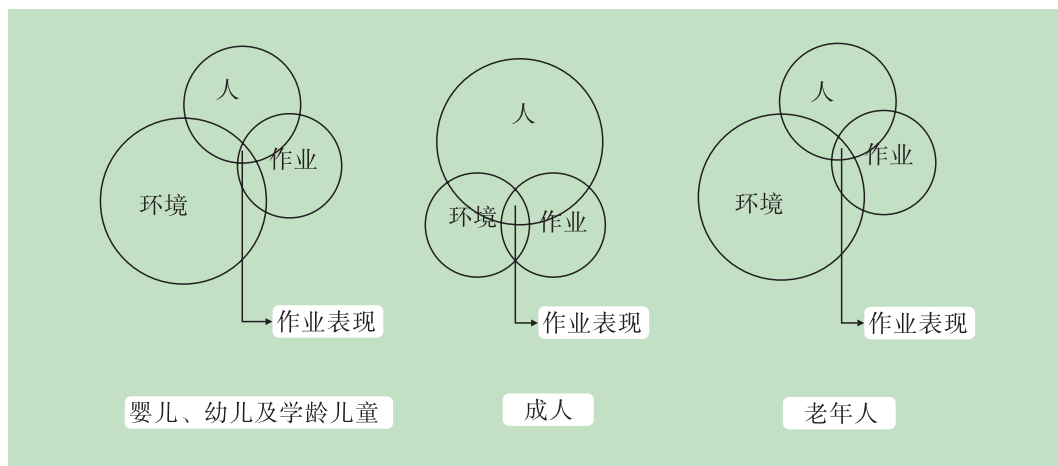 人
作业
环境
作业表现
婴儿、幼儿及学龄儿童
人
环境
作业
作业表现
成人
人
作业
环境
作业表现
老年人